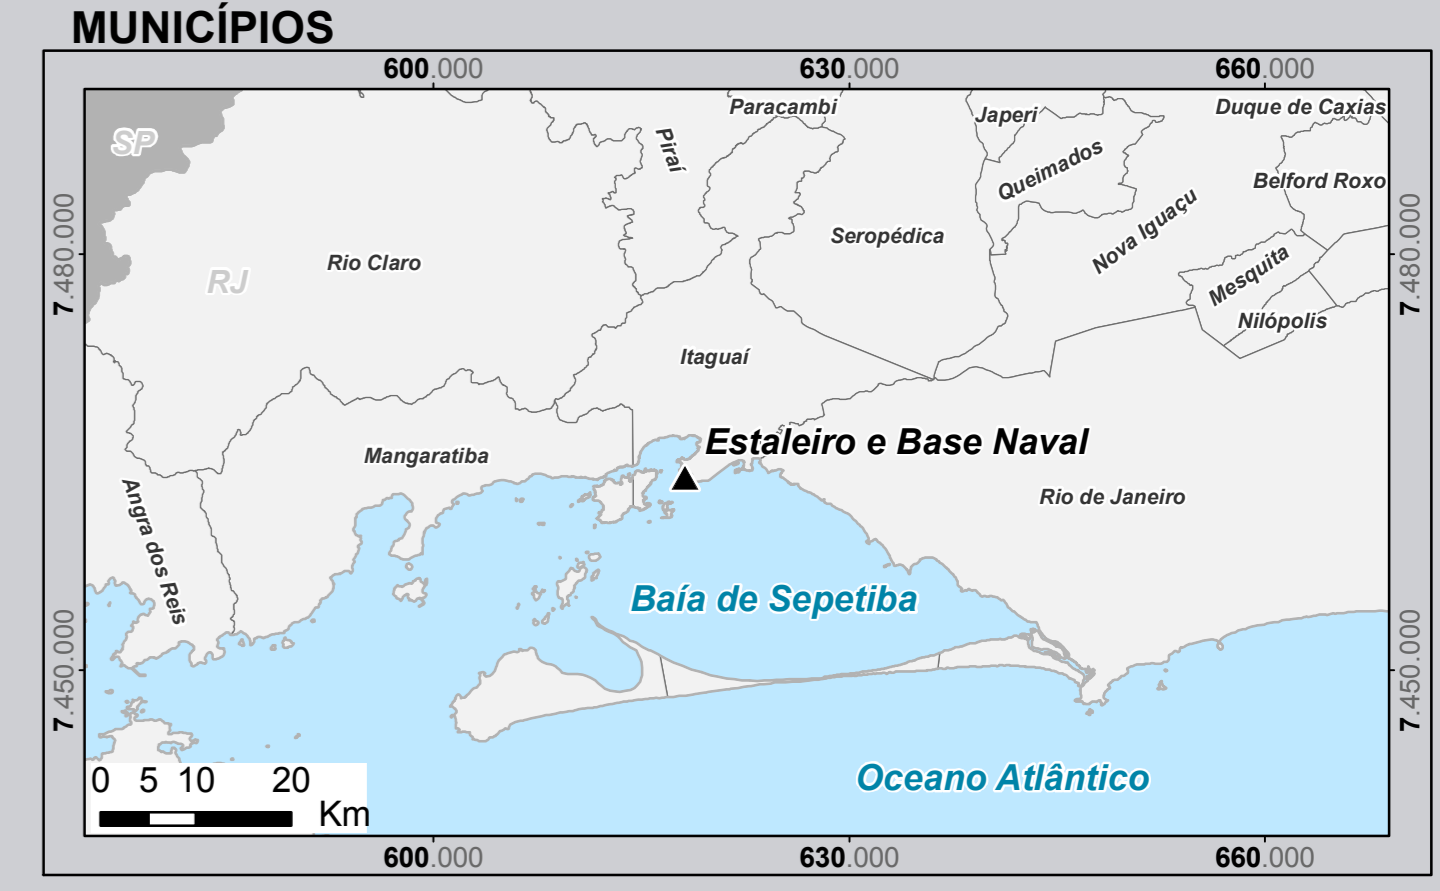 MUNICÍPIOS
600.000 630.000 660.000
Paracambi
Japeri
Duque de Caxias
SP
Piraí
Queimados
Belford Roxo
Nova Iguaçu
Seropédica
7.480.000
7.480.000
Rio Claro
RJ
Mesquita
Nilópolis
Itaguaí
Estaleiro e Base Naval
Mangaratiba
Rio de Janeiro
Angra dos Reis
Baía de Sepetiba
7.450.000
7.450.000
Oceano Atlântico
0 5 10 20
Km
600.000 630.000 660.000